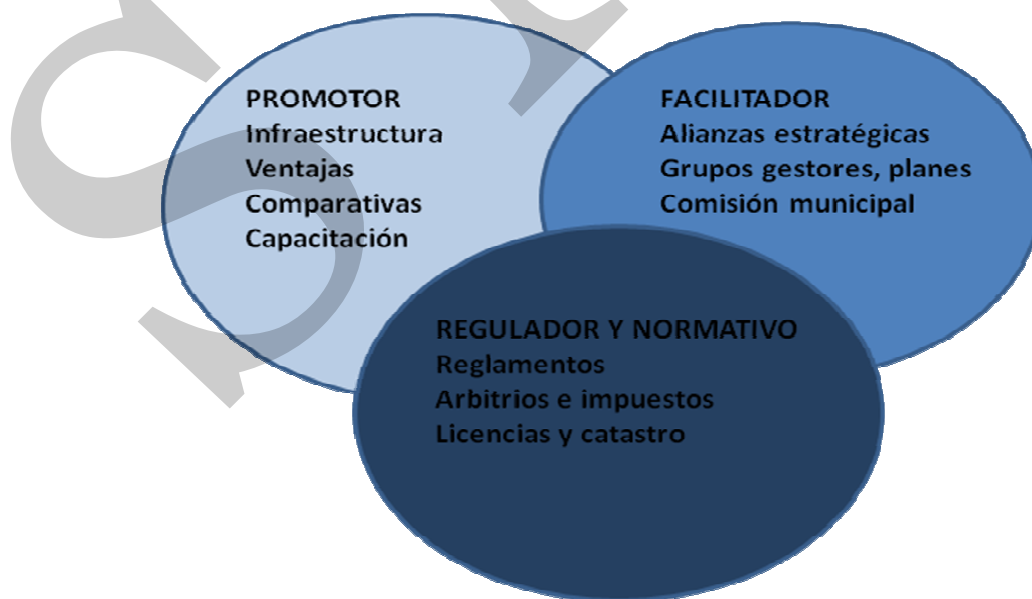 PROMOTOR
Infraestructura
Ventajas
Comparativas
Capacitación
FACILITADOR
Alianzas estratégicas
Grupos gestores, planes
Comisión municipal
REGULADOR Y NORMATIVO
Reglamentos
Arbitrios e impuestos
Licencias y catastro